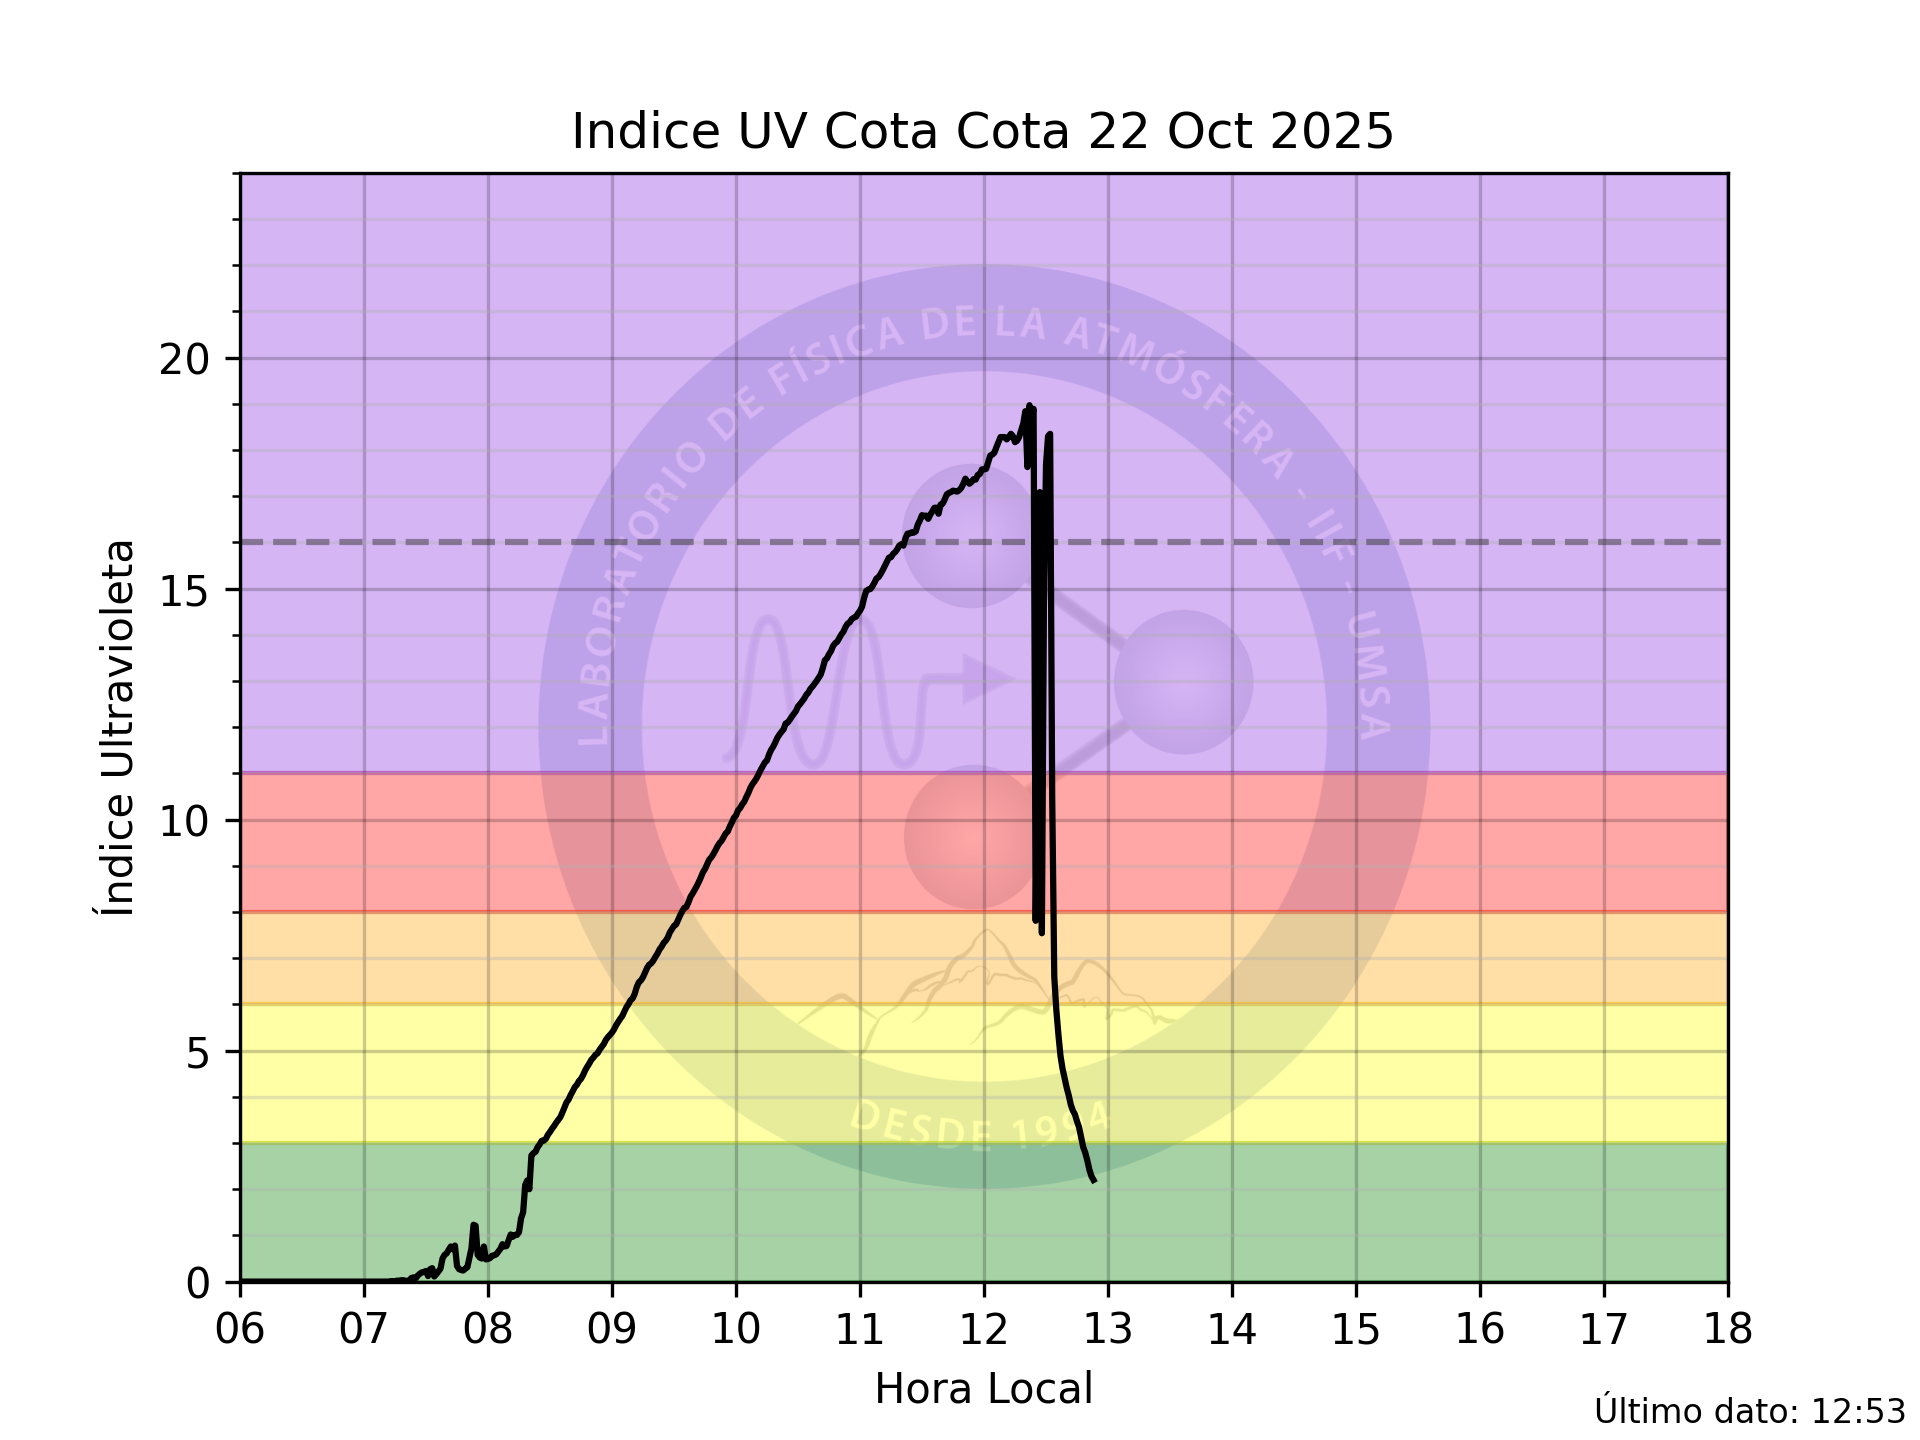 Indice UV Cota Cota 22 Oct 2025
Índice Ultravioleta
20
15
10
5
0
LABORATORIO DE FÍSICA DE LA ATMÓSFERA - IIF - UMSA
DESDE 1994
06 07 08 09 10 11 12 13 14 15 16 17 18
Hora Local
Último dato: 12:53